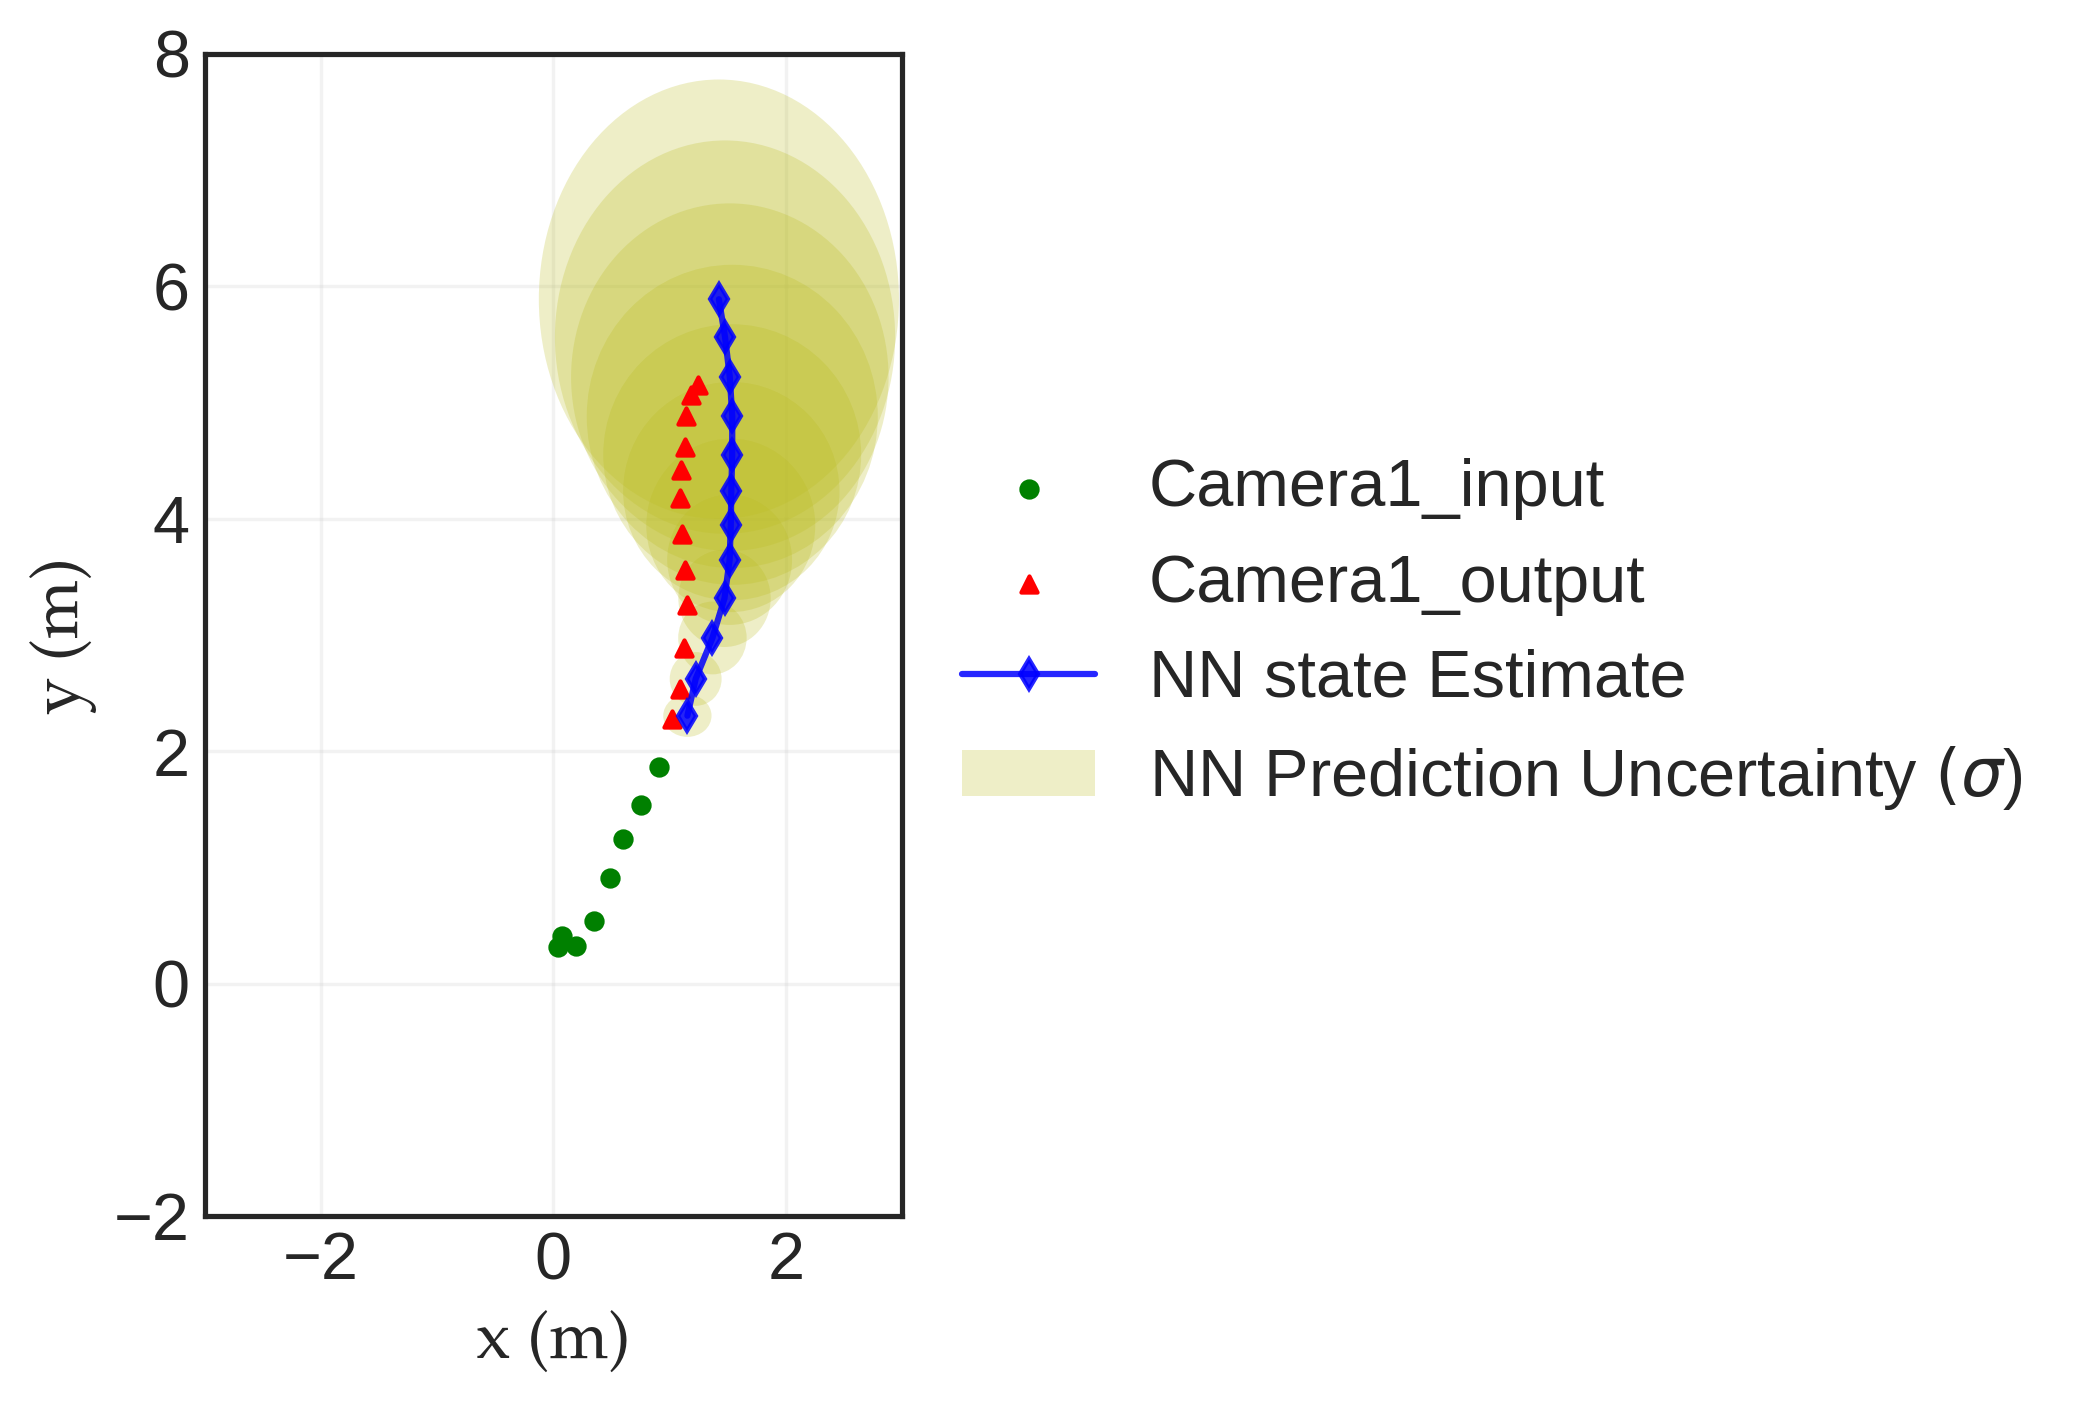 8
6
4
2
0
−2
y (m)
−2 0 2
x (m)
Camera1_input
Camera1_output
NN state Estimate
NN Prediction Uncertainty (σ)